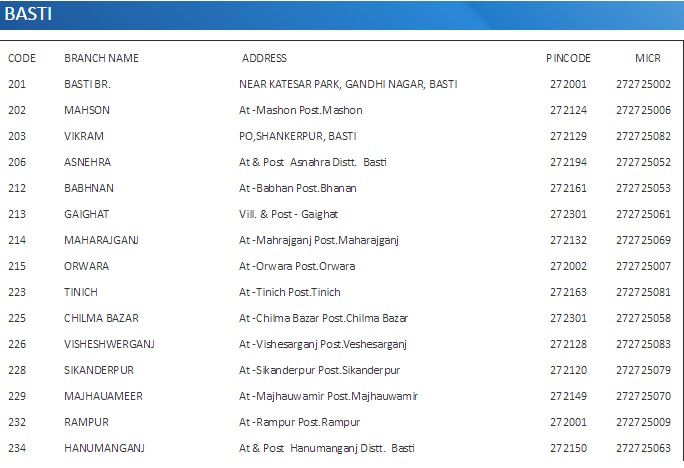 BASTI
CODE BRANCH NAME ADDRESS PINCODE MICR
201 BASTI BR. NEAR KATESAR PARK, GANDHI NAGAR, BASTI 272001 272725002
202 MAHSON At -Mashon Post.Mashon 272124 272725006
203 VIKRAM PO,SHANKERPUR, BASTI 272129 272725082
206 ASNEHRA At & Post Asnahra Distt. Basti 272194 272725052
212 BABHNAN At -Babhan Post.Bhanan 272161 272725053
213 GAIGHAT Vill. & Post - Gaighat 272301 272725061
214 MAHARAJGANJ At -Mahrajganj Post.Maharajganj 272132 272725069
215 ORWARA At -Orwara Post.Orwara 272002 272725007
223 TINICH At -Tinich Post.Tinich 272163 272725081
225 CHILMA BAZAR At -Chilma Bazar Post.Chilma Bazar 272301 272725058
226 VISHESHWERGANJ At -Vishesarganj Post.Veshesarganj 272128 272725083
228 SIKANDERPUR At -Sikanderpur Post.Sikanderpur 272120 272725079
229 MAJHAUAMEER At -Majhauwamir Post.Majhauwamir 272149 272725070
232 RAMPUR At -Rampur Post.Rampur 272001 272725009
234 HANUMANGANJ At & Post Hanumanganj Distt. Basti 272150 272725063